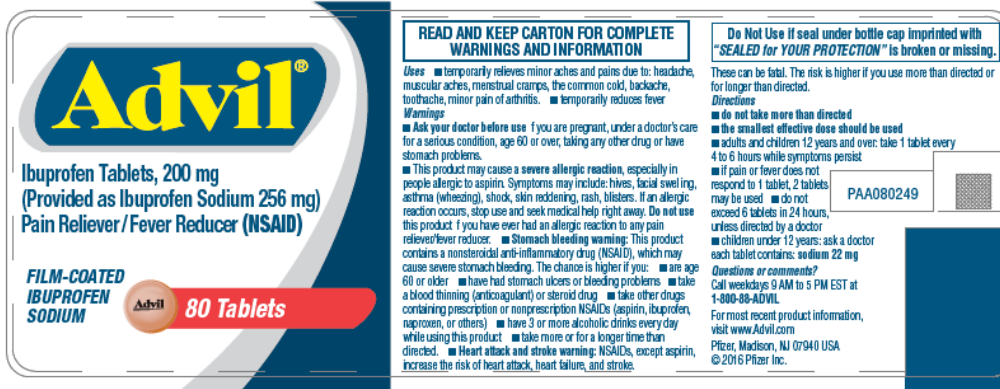 Advil®
Ibuprofen Tablets, 200 mg
(Provided as Ibuprofen Sodium 256 mg)
Pain Reliever / Fever Reducer (NSAID)
FILM-COATED
IBUPROFEN
SODIUM
Advil
80 Tablets
READ AND KEEP CARTON FOR COMPLETE
WARNINGS AND INFORMATION
Uses ■ temporarily relieves minor aches and pains due to: headache,
muscular aches, menstrual cramps, the common cold, backache,
toothache, minor pain of arthritis. ■ temporarily reduces fever
Warnings
■ Ask your doctor before use f you are pregnant, under a doctor's care
for a serious condition, age 60 or over, taking any other drug or have
stomach problems.
■ This product may cause a severe allergic reaction, especially in
people allergic to aspirin. Symptoms may include: hives, facial swel ing,
asthma (wheezing), shock, skin reddening, rash, blisters. If an allergic
reaction occurs, stop use and seek medical help right away. Do not use
this product f you have ever had an allergic reaction to any pain
reliever/fever reducer. ■ Stomach bleeding warning: This product
contains a nonsteroidal anti-inflammatory drug (NSAID), which may
cause severe stomach bleeding. The chance is higher if you: ■ are age
60 or older ■ have had stomach ulcers or bleeding problems ■ take
a blood thinning (anticoagulant) or steroid drug ■ take other drugs
containing prescription or nonprescription NSAIDs (aspirin, ibuprofen,
naproxen, or others) ■ have 3 or more alcoholic drinks every day
while using this product ■ take more or for a longer time than
directed. ■ Heart attack and stroke warning: NSAIDs, except aspirin,
increase the risk of heart attack, heart failure, and stroke.
Do Not Use if seal under bottle cap imprinted with
"SEALED for YOUR PROTECTION" is broken or missing.
These can be fatal. The risk is higher if you use more than directed or
for longer than directed.
Directions
■ do not take more than directed
■ the smallest effective dose should be used
■ adults and children 12 years and over: take 1 tablet every
4 to 6 hours while symptoms persist
■ if pain or fever does not
respond to 1 tablet, 2 tablets
may be used ■ do not
exceed 6 tablets in 24 hours,
unless directed by a doctor
■ children under 12 years: ask a doctor
each tablet contains: sodium 22 mg
Questions or comments?
Call weekdays 9 AM to 5 PM EST at
1-800-88-ADVIL
For most recent product information,
visit www.Advil.com
Pfizer, Madison, NJ 07940 USA
© 2016 Pfizer Inc.
PAA080249